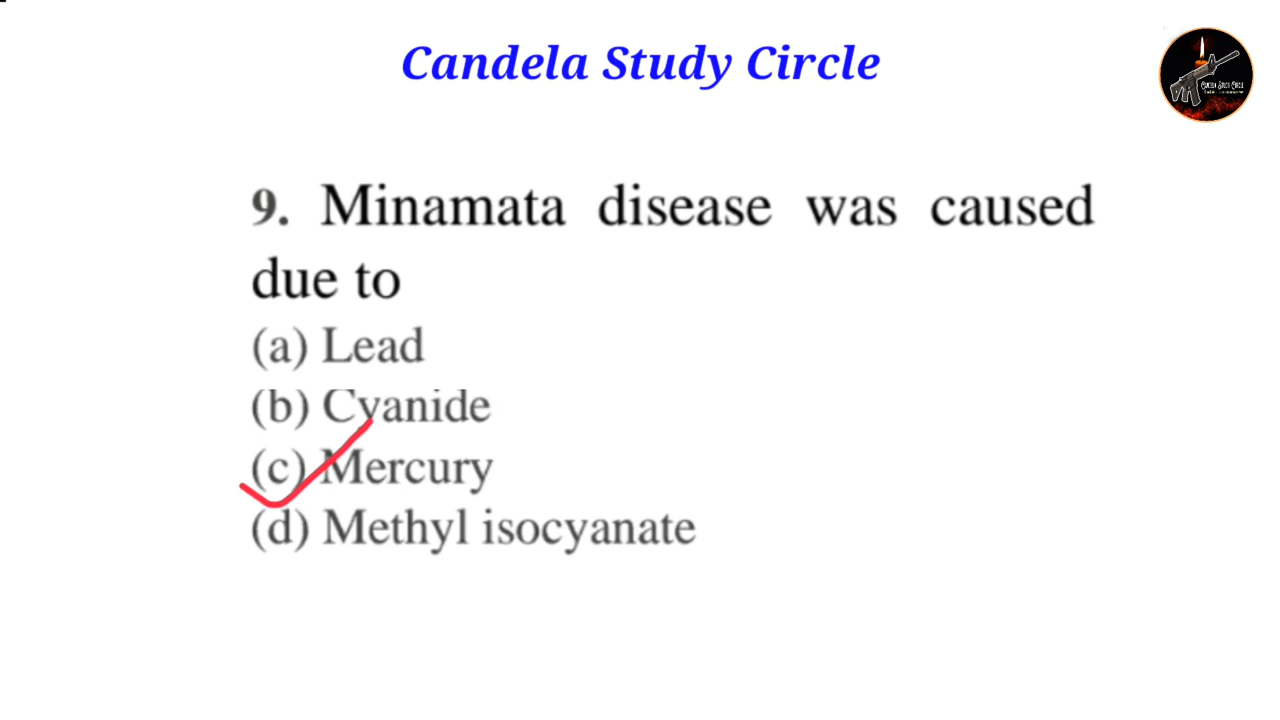 Candela Study Circle
9. Minamata disease was caused
due to
(a) Lead
(b) Cyanide
(c) Mercury
(d) Methyl isocyanate